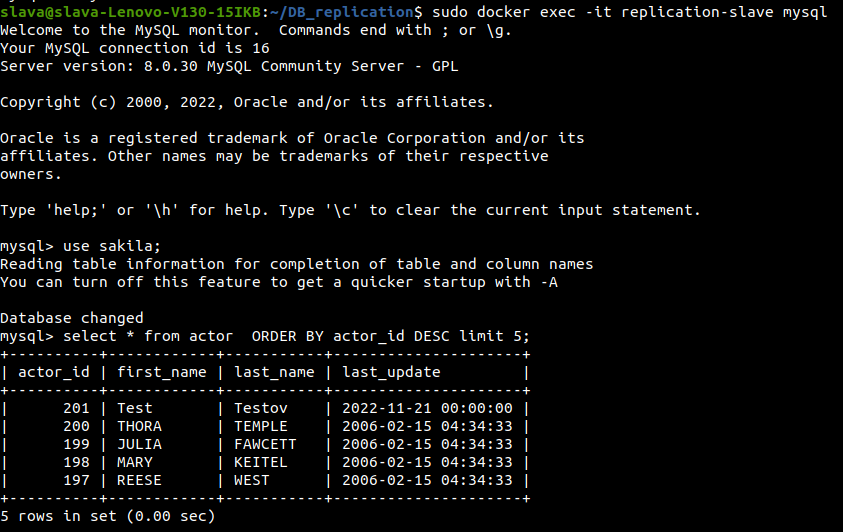 slava@slava-Lenovo-V130-15IKB:~/DB_replication$ sudo docker exec -it replication-slave mysql
Welcome to the MySQL monitor.  Commands end with ; or \g.
Your MySQL connection id is 16
Server version: 8.0.30 MySQL Community Server - GPL

Copyright (c) 2000, 2022, Oracle and/or its affiliates.

Oracle is a registered trademark of Oracle Corporation and/or its
affiliates. Other names may be trademarks of their respective
owners.

Type 'help;' or '\h' for help. Type '\c' to clear the current input statement.

mysql> use sakila;
Reading table information for completion of table and column names
You can turn off this feature to get a quicker startup with -A

Database changed
mysql> select * from actor  ORDER BY actor_id DESC limit 5;
+----------+------------+-----------+---------------------+
| actor_id | first_name | last_name | last_update         |
+----------+------------+-----------+---------------------+
|      201 | Test       | Testov    | 2022-11-21 00:00:00 |
|      200 | THORA      | TEMPLE    | 2006-02-15 04:34:33 |
|      199 | JULIA      | FAWCETT   | 2006-02-15 04:34:33 |
|      198 | MARY       | KEITEL    | 2006-02-15 04:34:33 |
|      197 | REESE      | WEST      | 2006-02-15 04:34:33 |
+----------+------------+-----------+---------------------+
5 rows in set (0.00 sec)